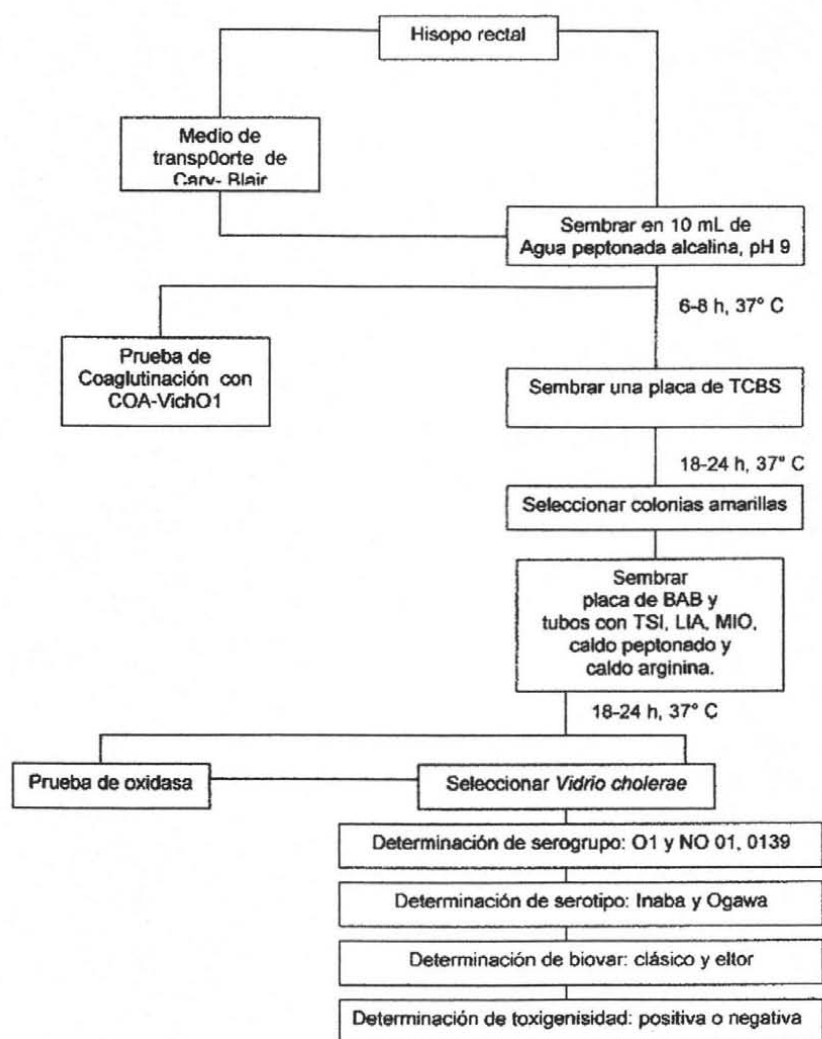 Hisopo rectal
Medio de
transp0orte de
Cary- Blair
Sembrar en 10 mL de
Agua peptonada alcalina, pH 9
6-8 h, 37° C
Prueba de
Coaglutinación con
COA-VichO1
Sembrar una placa de TCBS
18-24 h, 37° C
Seleccionar colonias amarillas
Sembrar
placa de BAB y
tubos con TSI, LIA, MIO,
caldo peptonado y
caldo arginina.
18-24 h, 37° C
Prueba de oxidasa
Seleccionar Vidrio cholerae
Determinación de serogrupo: O1 y NO 01, 0139
Determinación de serotipo: Inaba y Ogawa
Determinación de biovar: clásico y eltor
Determinación de toxigenisidad: positiva o negativa